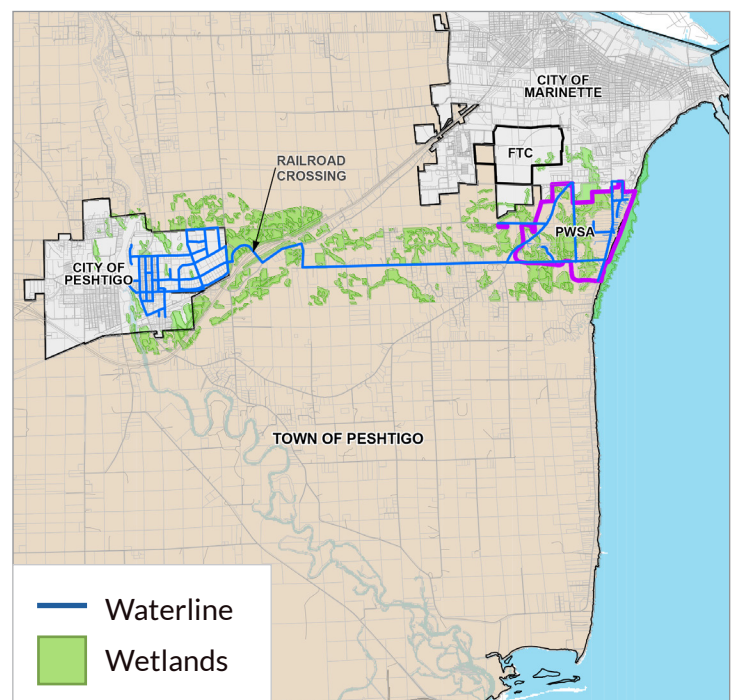 CITY OF
MARINETTE
FTC
RAILROAD
CROSSING
PWSA
CITY OF
PESHTIGO
TOWN OF PESHTIGO
Waterline
Wetlands